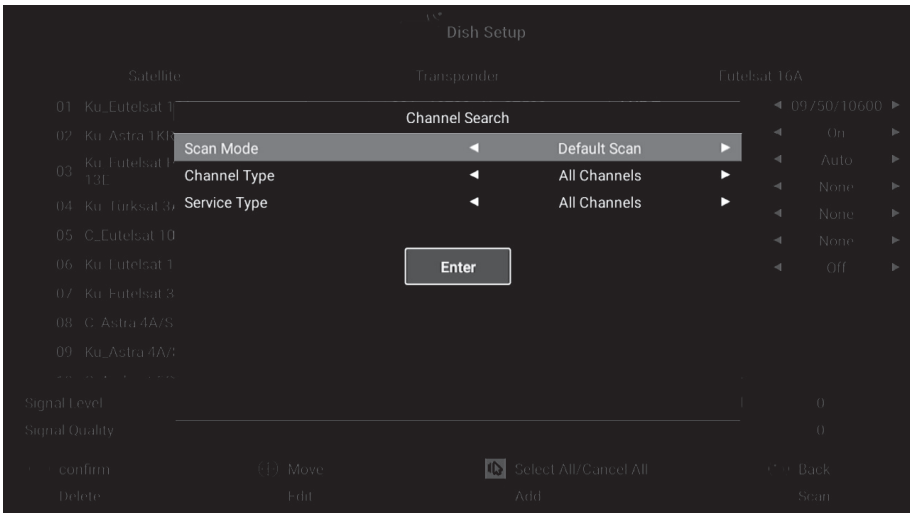 Dish Setup
Satellite Transponder Eutelsat 16A
01 Ku_Eutelsat 1 ◀ 09750/10600 ▶
Channel Search
02 Ku_Astra 1KR ◀ On ▶
Scan Mode ◀ Default Scan ▶
03 Ku_Eutelsat ◀ Auto ▶
13E
Channel Type ◀ All Channels ▶
◀ None ▶
04 Ku_Turksat 3A
Service Type ◀ All Channels ▶
◀ None ▶
05 C_Eutelsat 10 ◀ None ▶
06 Ku_Eutelsat 1 Enter ◀ Off ▶
07 Ku_Eutelsat 3
08 C_Astra 4A/S
09 Ku_Astra 4A/S
Signal Level 0
Signal Quality 0
confirm Move Select All/Cancel All Back
Delete Edit Add Scan